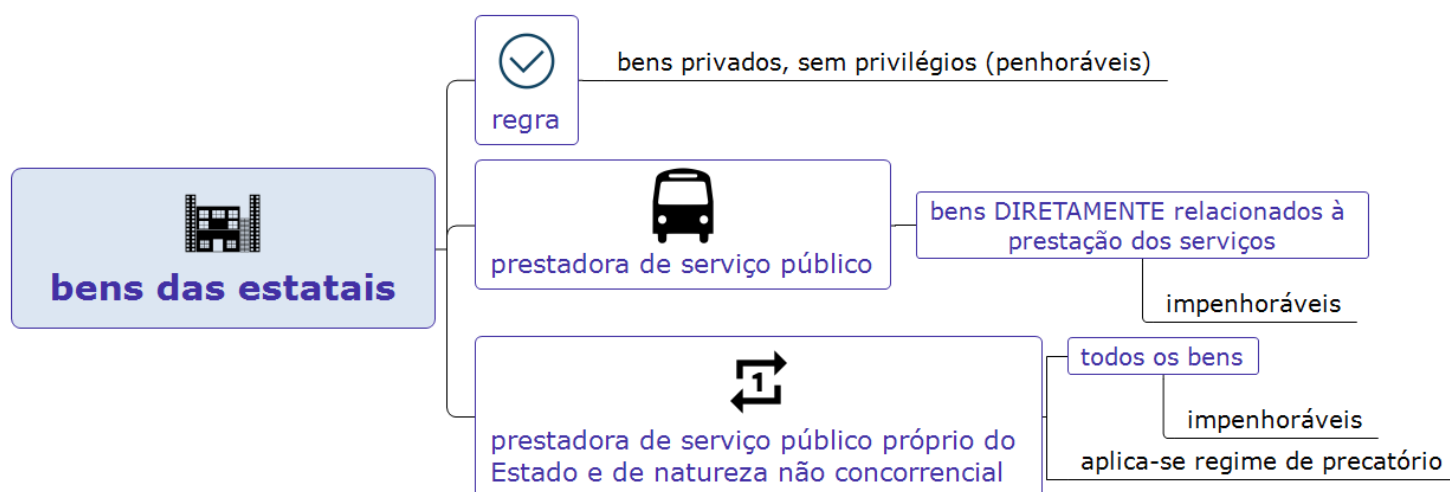 bens das estatais
regra
bens privados, sem privilégios (penhoráveis)
prestadora de serviço público
bens DIRETAMENTE relacionados à
prestação dos serviços
impenhoráveis
1
prestadora de serviço público próprio do
Estado e de natureza não concorrencial
todos os bens
impenhoráveis
aplica-se regime de precatório